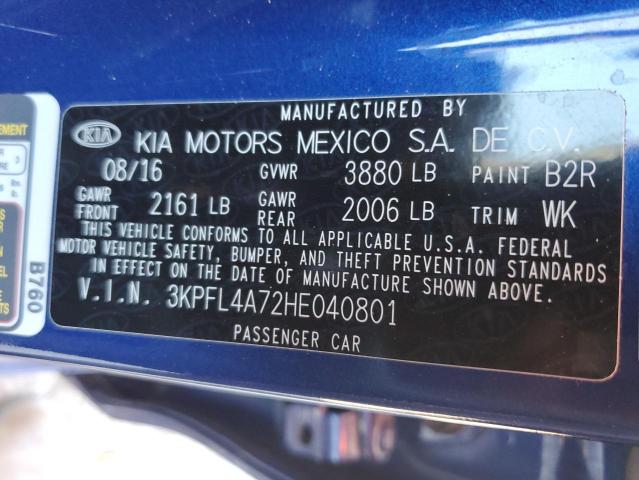 MANUFACTURED BY
KIA KIA MOTORS MEXICO S.A. DE C.V.
08/16 GVWR 3880 LB PAINT B2R
GAWR FRONT 2161 LB GAWR REAR 2006 LB TRIM WK
THIS VEHICLE CONFORMS TO ALL APPLICABLE U.S.A. FEDERAL
MOTOR VEHICLE SAFETY, BUMPER, AND THEFT PREVENTION STANDARDS
IN EFFECT ON THE DATE OF MANUFACTURE SHOWN ABOVE.
V.I.N. 3KPFL4A72HE040801
PASSENGER CAR
B760